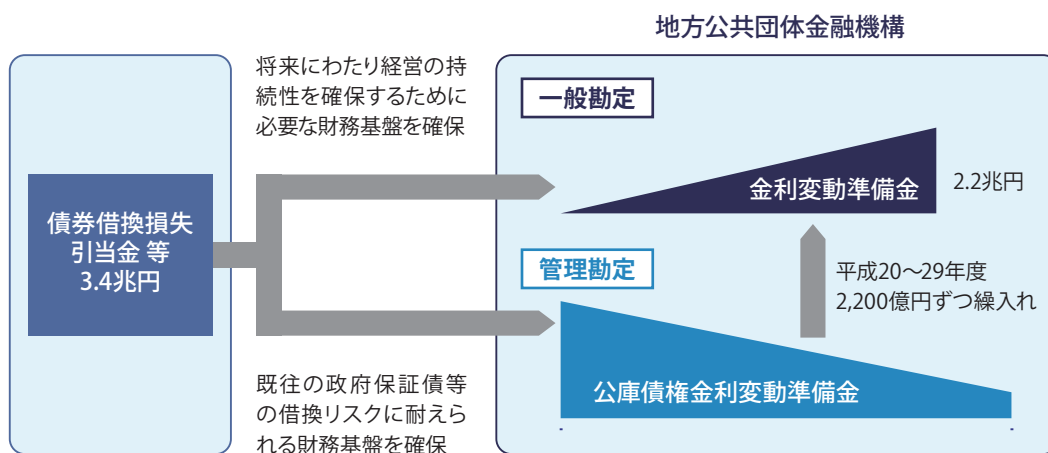 地方公共団体金融機構
将来にわたり経営の持
続性を確保するために
必要な財務基盤を確保
一般勘定
債券借換損失
引当金 等
3.4兆円
金利変動準備金
2.2兆円
管理勘定
平成20～29年度
2,200億円ずつ繰入れ
既往の政府保証債等
の借換リスクに耐えら
れる財務基盤を確保
公庫債権金利変動準備金